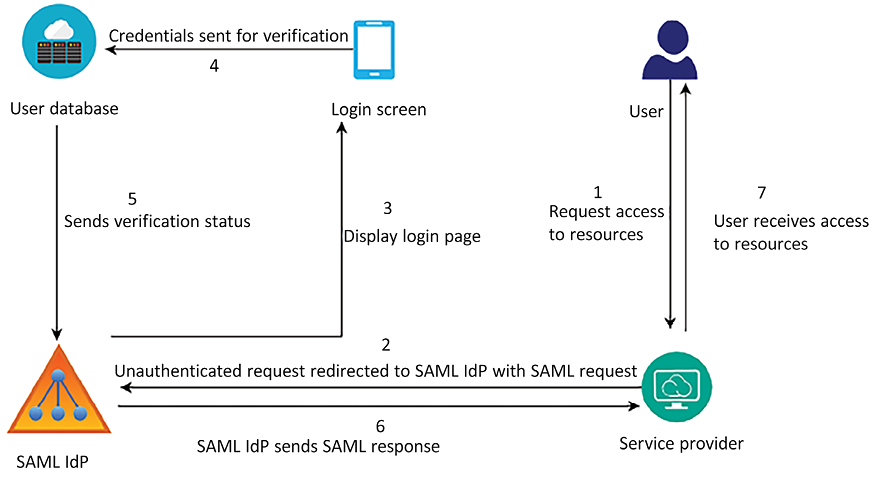 Credentials sent for verification
4
User database
Login screen
User
5
Sends verification status
3
Display login page
1
Request access
to resources
7
User receives access
to resources
2
Unauthenticated request redirected to SAML IdP with SAML request
6
SAML IdP sends SAML response
Service provider
SAML IdP